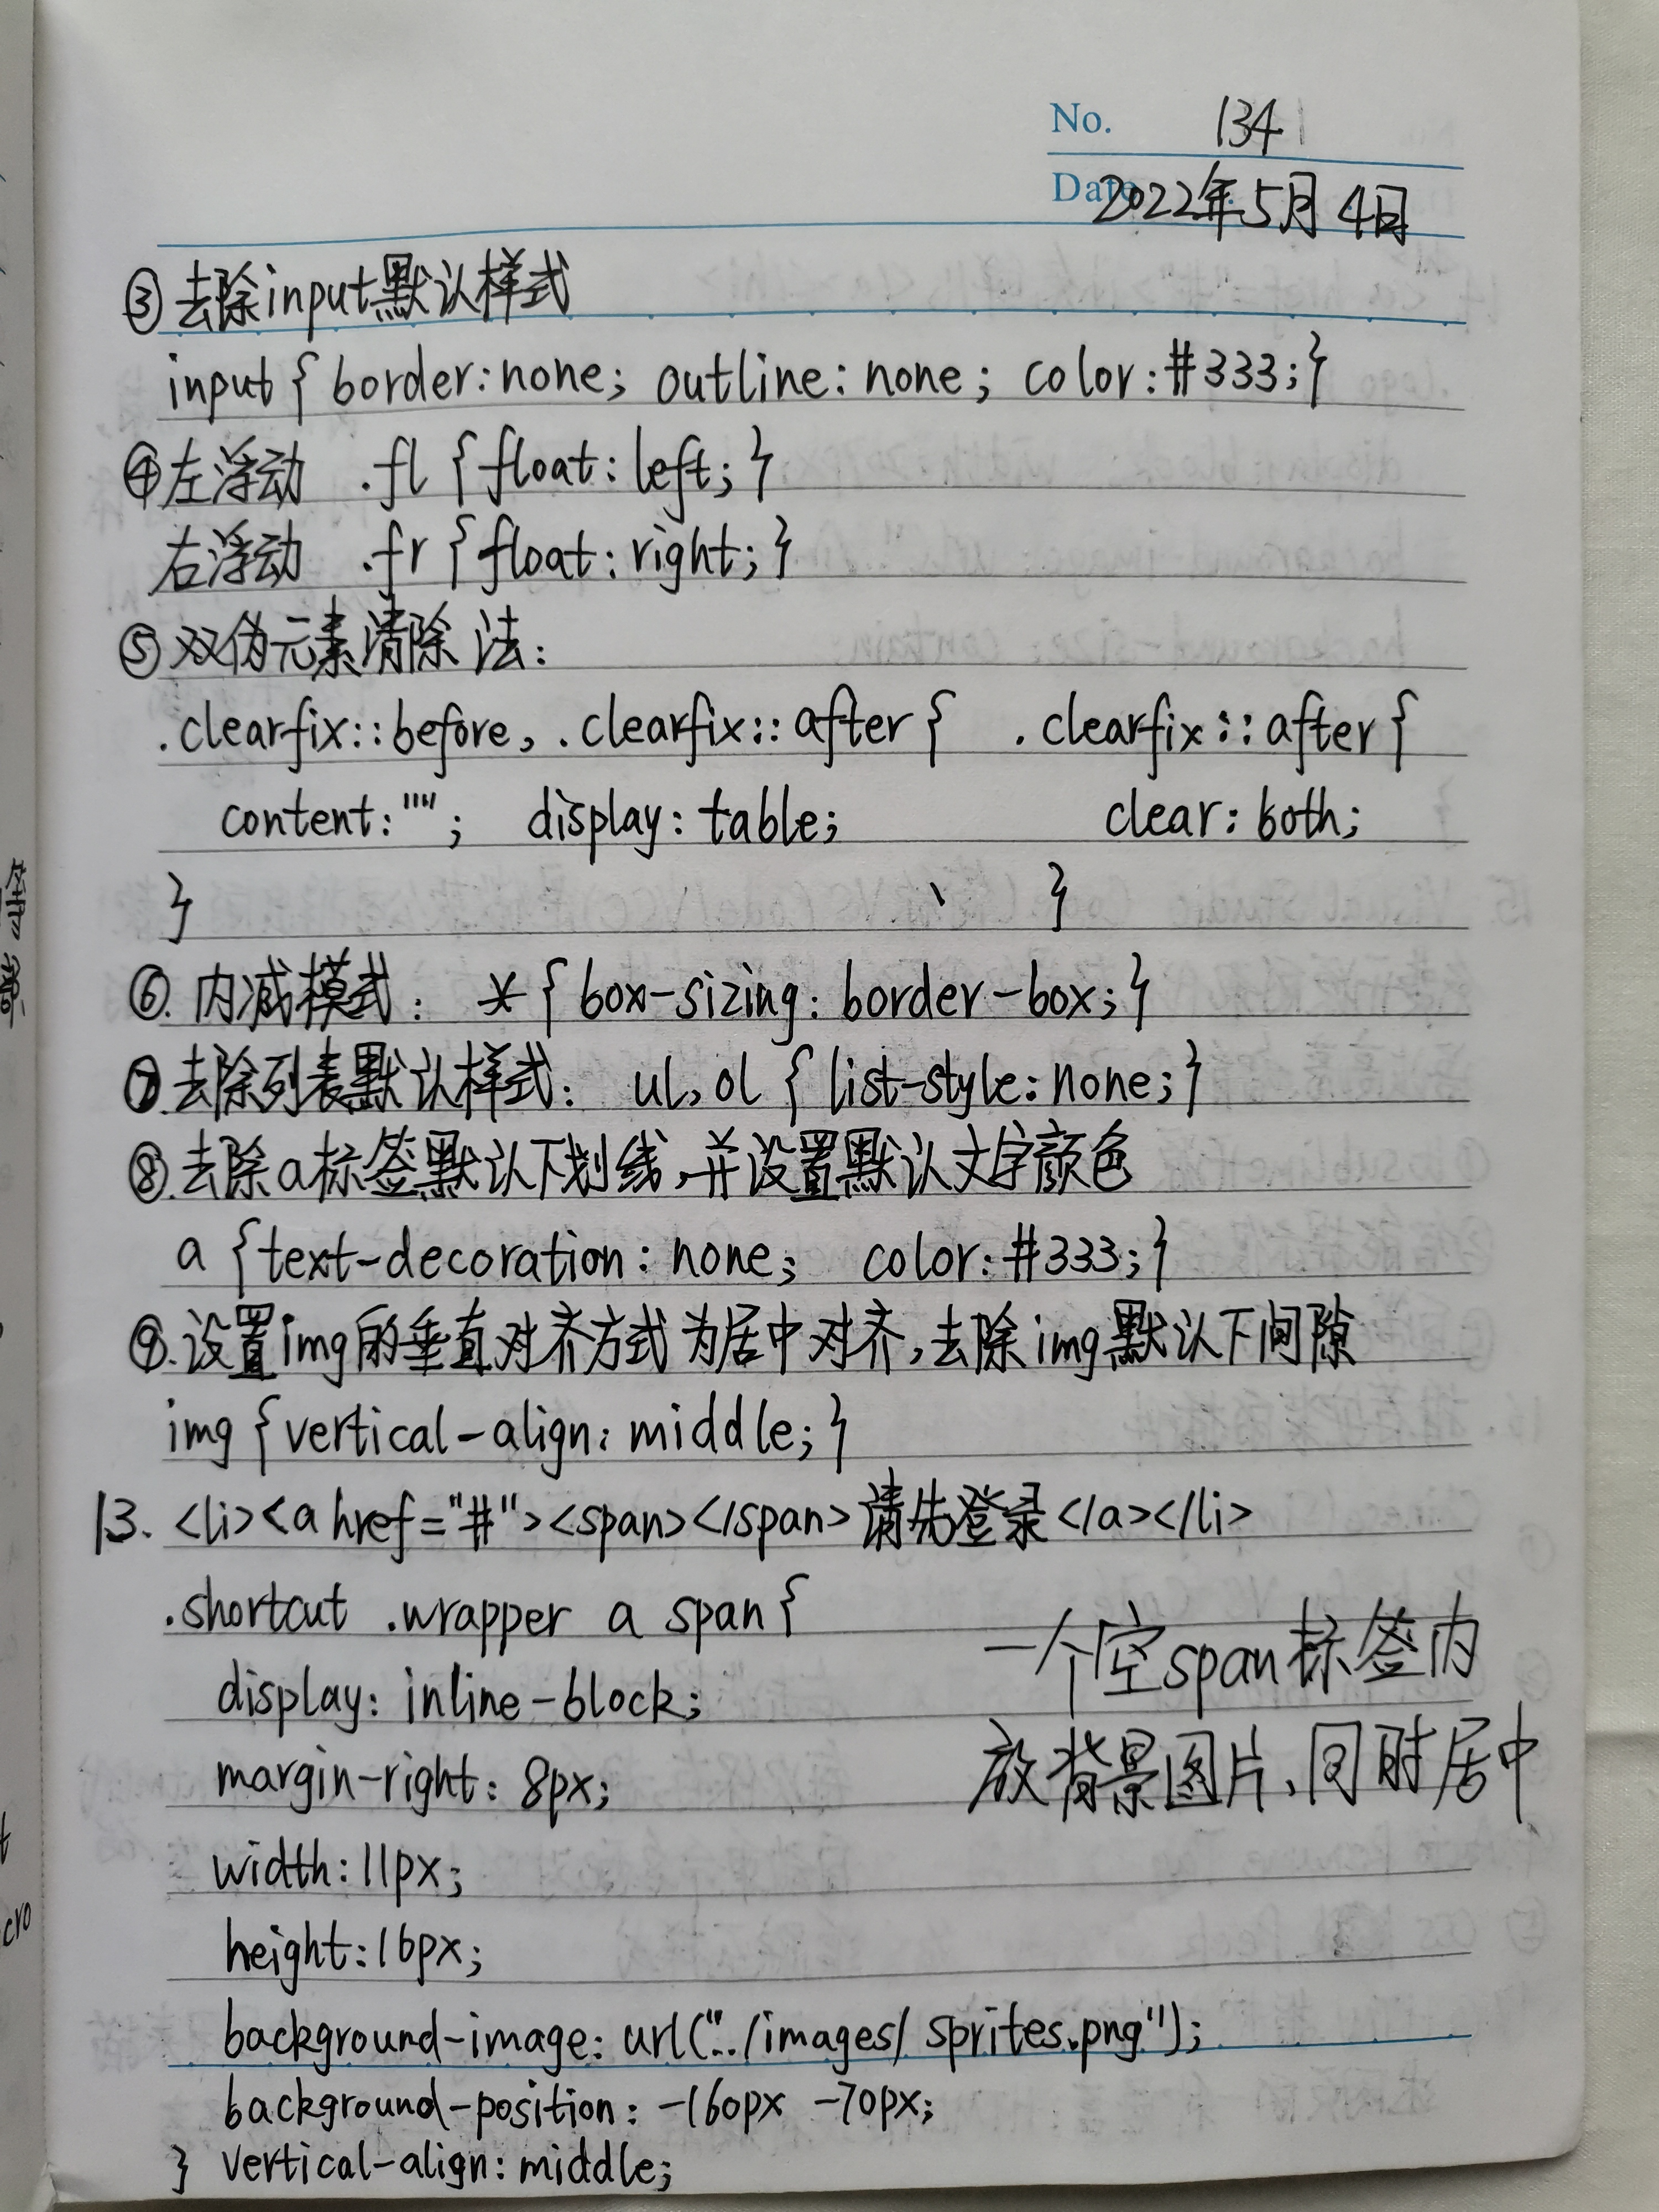 No. 134
Date 2022年5月4日
③去除input默认样式
input { border:none; outline:none; color:#333;}
④左浮动 .fl {float:left;}
右浮动 .fr {float:right;}
⑤双伪元素清除法:
.clearfix::before, .clearfix::after { .clearfix::after {
content:""; display:table; clear:both;
} }
⑥.内减模式: * { box-sizing: border-box;}
⑦去除列表默认样式: ul,ol { list-style:none;}
⑧.去除a标签默认下划线,并设置默认文字颜色
a {text-decoration:none; color:#333;}
⑨.设置img的垂直对齐方式为居中对齐,去除img默认下间隙
img {vertical-align:middle;}
13. <li><a href="#"><span></span>请先登录</a></li>
.shortcut .wrapper a span {
一个空span标签内
display: inline-block;
放背景图片、同时居中
margin-right: 8px;
width:11px;
height:16px;
background-image: url("../images/sprites.png");
background-position: -160px -70px;
} vertical-align:middle;